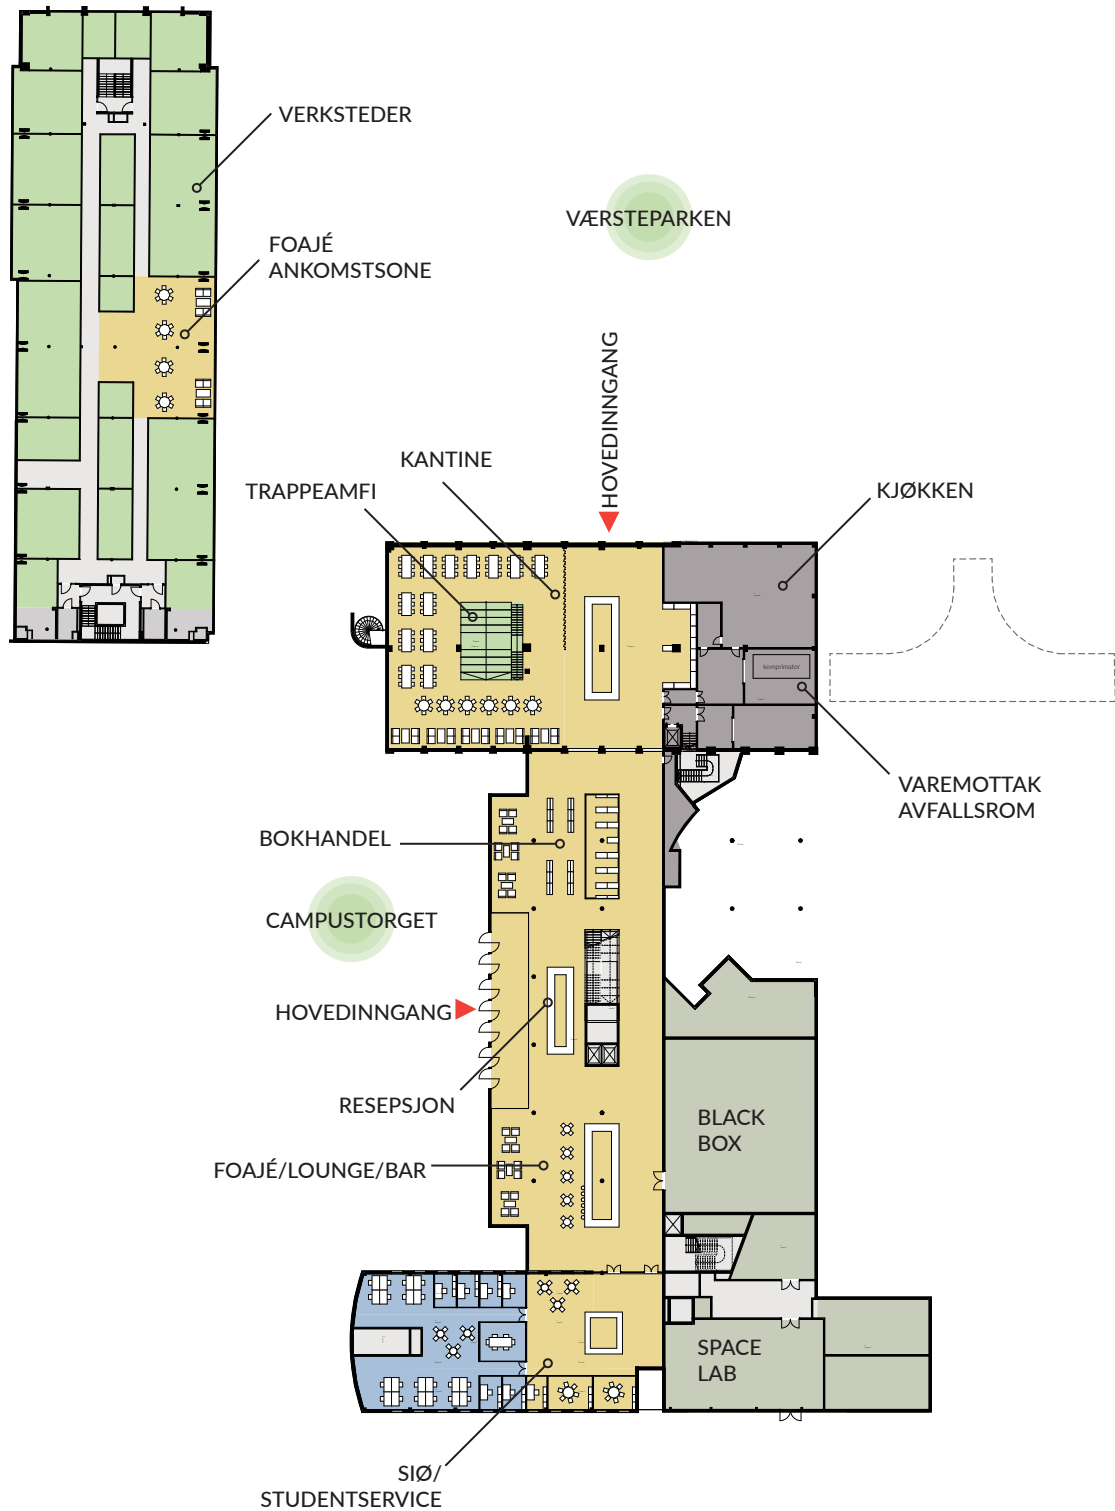 VERKSTEDER
VÆRSTEPARKEN
FOAJÉ
ANKOMSTSONE
HOVEDINNGANG
KANTINE
TRAPPEAMFI
KJØKKEN
komprimator
VAREMOTTAK
AVFALLSROM
BOKHANDEL
CAMPUSTORGET
HOVEDINNGANG
RESEPSJON
BLACK
BOX
FOAJÉ/LOUNGE/BAR
SPACE
LAB
SIØ/
STUDENTSERVICE